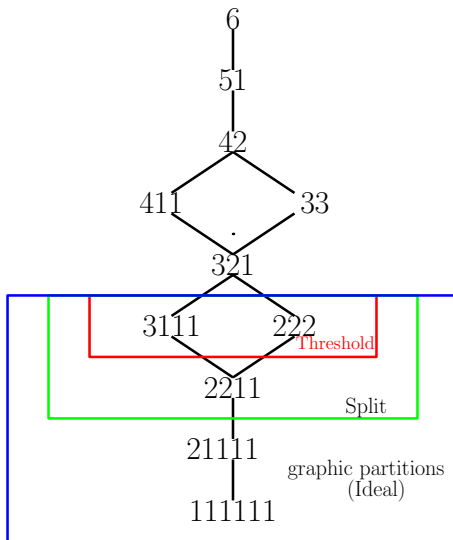 6
51
42
411 33
.
321
3111 222
Threshold
2211
Split
21111
graphic partitions
(Ideal)
111111